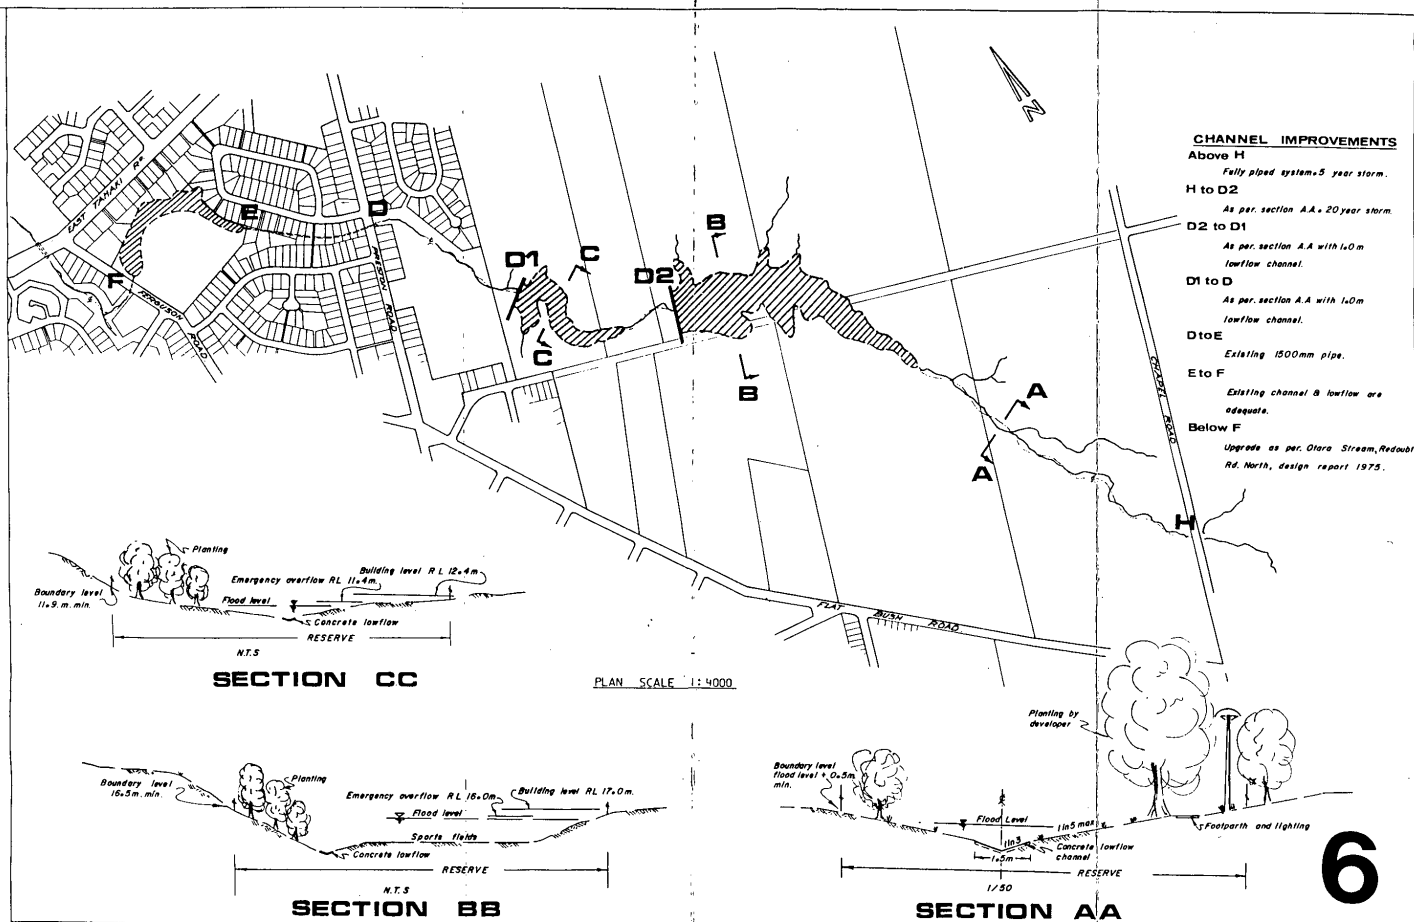 N
CHANNEL IMPROVEMENTS
Above H
Fully piped system. 5 year storm.
H to D2
As per. section A.A. 20 year storm.
D2 to D1
As per. section A.A with 1.0m
lowflow channel.
D1 to D
As per. section A.A with 1.0m
lowflow channel.
D to E
Existing 1500mm pipe.
E to F
Existing channel & lowflow are
adequate.
Below F
Upgrade as per. Otara Stream, Redoubt
Rd. North, design report 1975.
EAST TAMAKI RD.
E
D
F
FERGUSON ROAD
PRESTON ROAD
D1
C
C
D2
B
B
A
A
CHAPEL ROAD
H
FLAT BUSH ROAD
Planting
Building level RL 12.4m
Emergency overflow RL 11.4m.
Boundary level
11.9.m.min.
Flood level
Concrete lowflow
RESERVE
N.T.S
SECTION CC
PLAN SCALE 1:4000
Boundary level
16.5m.min.
Planting
Emergency overflow RL 16.0m.
Building level RL 17.0m.
Flood level
Sports fields
Concrete lowflow
RESERVE
N.T.S
SECTION BB
Planting by
developer
Boundary level
flood level + 0.5m
min.
Flood Level
1 in 5 max
1 in 3
1.5m
Concrete lowflow
channel
Footparth and lighting
RESERVE
1/50
SECTION AA
6